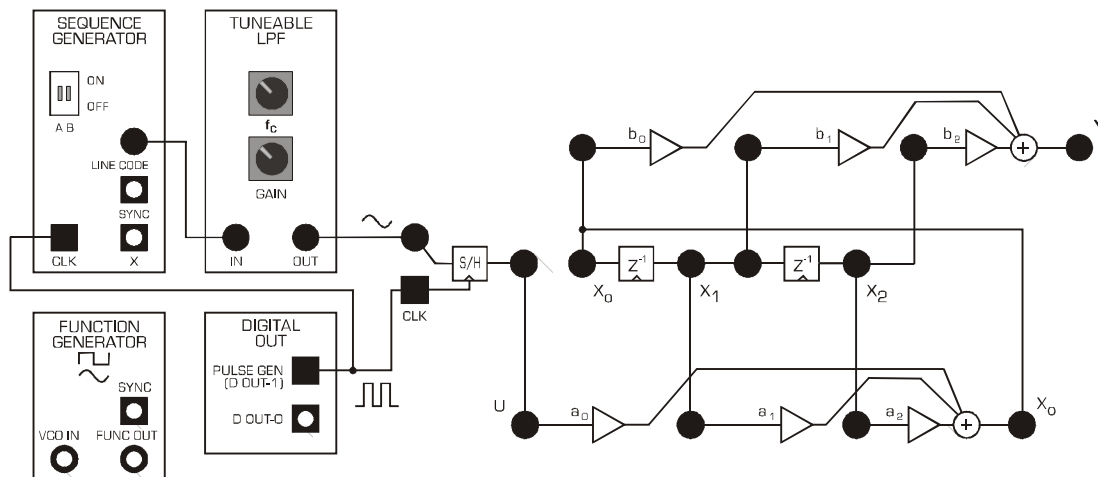 SEQUENCE
GENERATOR
ON
OFF
A B
LINE CODE
SYNC
CLK
X
TUNEABLE
LPF
fc
GAIN
IN
OUT
S/H
CLK
FUNCTION
GENERATOR
SYNC
VCO IN
FUNC OUT
DIGITAL
OUT
PULSE GEN
(D OUT-1)
D OUT-0
b0
b1
b2
+
Z-1
Z-1
X0
X1
X2
U
a0
a1
a2
+
X0